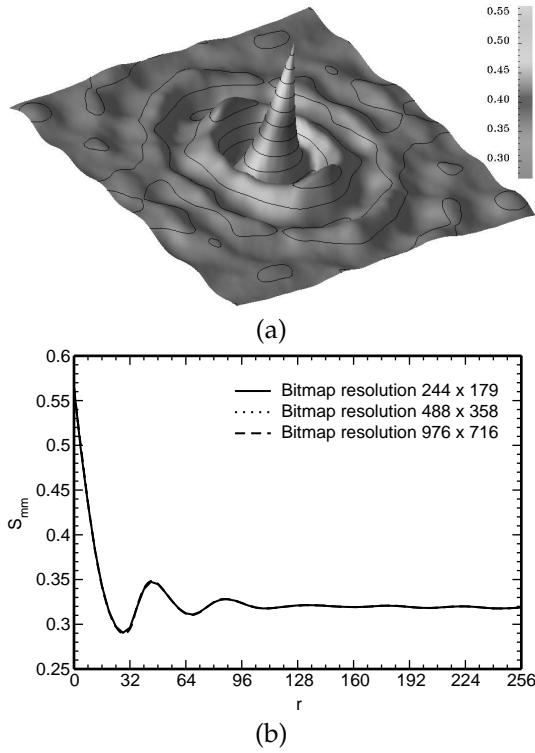 0.55
0.50
0.45
0.40
0.35
0.30
(a)
0.6
0.55
0.5
0.45
0.4
0.35
0.3
0.25
S_mm
Bitmap resolution 244 x 179
Bitmap resolution 488 x 358
Bitmap resolution 976 x 716
0 32 64 96 128 160 192 224 256
r
(b)